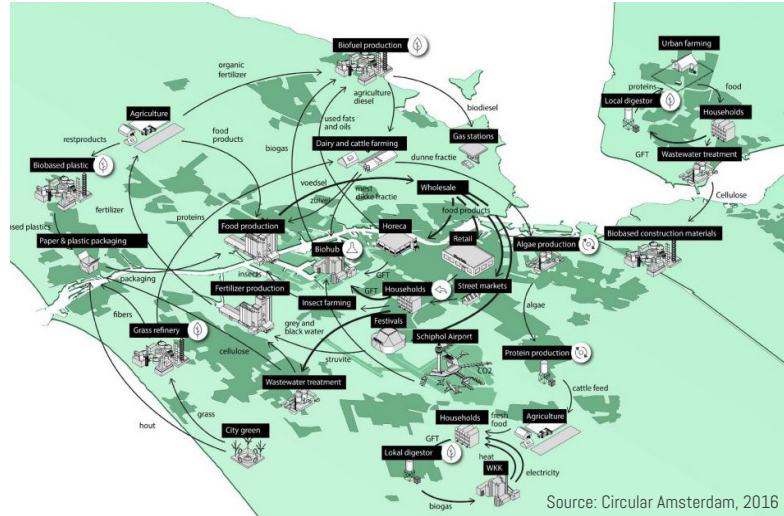 Biofuel production
Urban farming
organic
fertilizer
agriculture
diesel
proteins
food
Agriculture
used fats
and oils
biodiesel
Local digestor
Households
restproducts
food
products
biogas
Dairy and cattle farming
Gas stations
GFT
Wastewater treatment
Biobased plastic
dunne fractie
voedsel
mest
dikke fractie
Wholesale
Cellulose
fertilizer
proteins
zuivel
food products
Food production
Horeca
Retail
Algae production
Biobased construction materials
Paper & plastic packaging
Biohub
packaging
insects
GFT
Fertilizer production
GFT
Households
Street markets
Insect farming
algae
fibers
grey and
black water
Festivals
Grass refinery
Schiphol Airport
cellulose
struvite
CO2
Protein production
Wastewater treatment
cattle feed
grass
hout
City green
Households
fresh
food
Agriculture
GFT
Lokal digestor
heat
WKK
electricity
biogas
Source: Circular Amsterdam, 2016